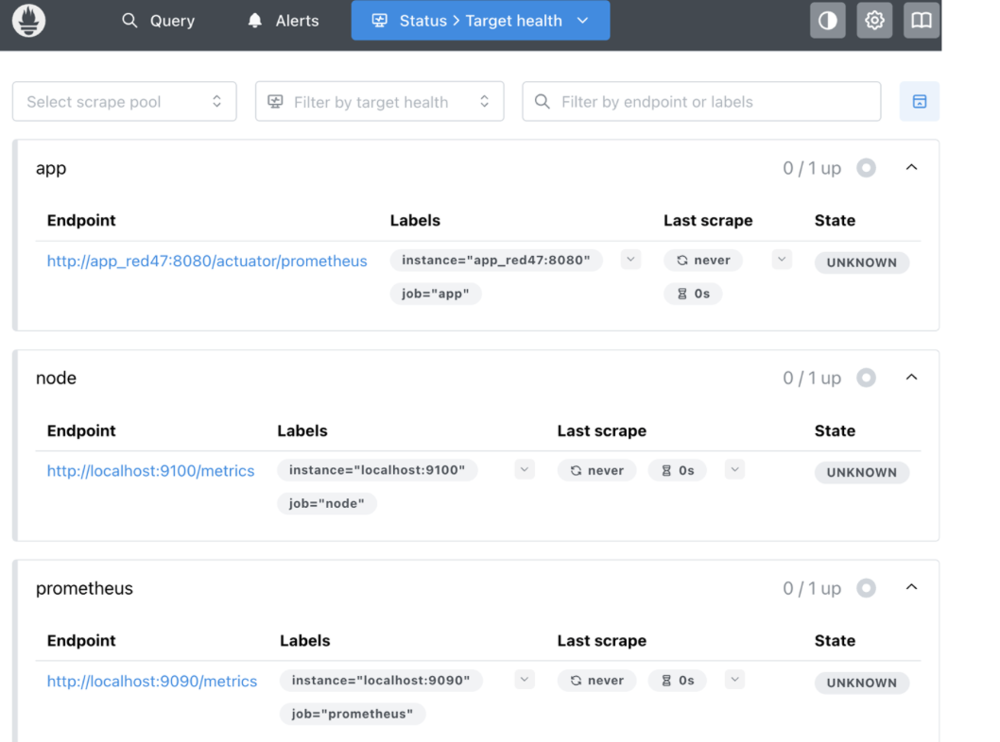 Query Alerts Status > Target health
Select scrape pool Filter by target health Filter by endpoint or labels
app 0 / 1 up
Endpoint Labels Last scrape State
http://app_red47:8080/actuator/prometheus instance="app_red47:8080" never UNKNOWN
job="app" 0s
node 0 / 1 up
Endpoint Labels Last scrape State
http://localhost:9100/metrics instance="localhost:9100" never 0s UNKNOWN
job="node"
prometheus 0 / 1 up
Endpoint Labels Last scrape State
http://localhost:9090/metrics instance="localhost:9090" never 0s UNKNOWN
job="prometheus"